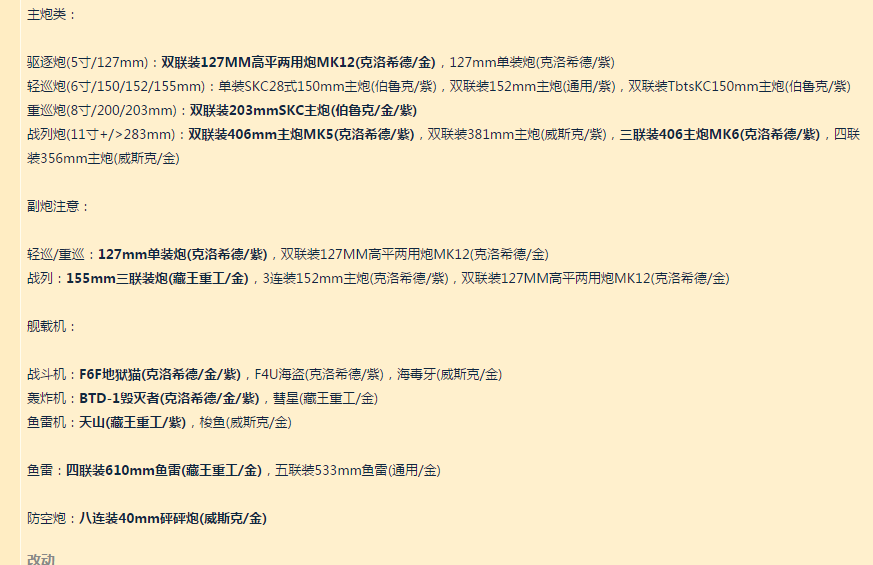 主炮类：
驱逐炮(5寸/127mm)：双联装127MM高平两用炮MK12(克洛希德/金)，127mm单装炮(克洛希德/紫)
轻巡炮(6寸/150/152/155mm)：单装SKC28式150mm主炮(伯鲁克/紫)，双联装152mm主炮(通用/紫)，双联装TbtsKC150mm主炮(伯鲁克/紫)
重巡炮(8寸/200/203mm)：双联装203mmSKC主炮(伯鲁克/金/紫)
战列炮(11寸+/>283mm)：双联装406mm主炮MK5(克洛希德/紫)，双联装381mm主炮(威斯克/紫)，三联装406主炮MK6(克洛希德/紫)，四联
装356mm主炮(威斯克/金)
副炮注意：
轻巡/重巡：127mm单装炮(克洛希德/紫)，双联装127MM高平两用炮MK12(克洛希德/金)
战列：155mm三联装炮(藏王重工/金)，3连装152mm主炮(克洛希德/紫)，双联装127MM高平两用炮MK12(克洛希德/金)
舰载机：
战斗机：F6F地狱猫(克洛希德/金/紫)，F4U海盗(克洛希德/紫)，海毒牙(威斯克/金)
轰炸机：BTD-1毁灭者(克洛希德/金/紫)，彗星(藏王重工/金)
鱼雷机：天山(藏王重工/紫)，梭鱼(威斯克/金)
鱼雷：四联装610mm鱼雷(藏王重工/金)，五联装533mm鱼雷(通用/金)
防空炮：八连装40mm砰砰炮(威斯克/金)
改动